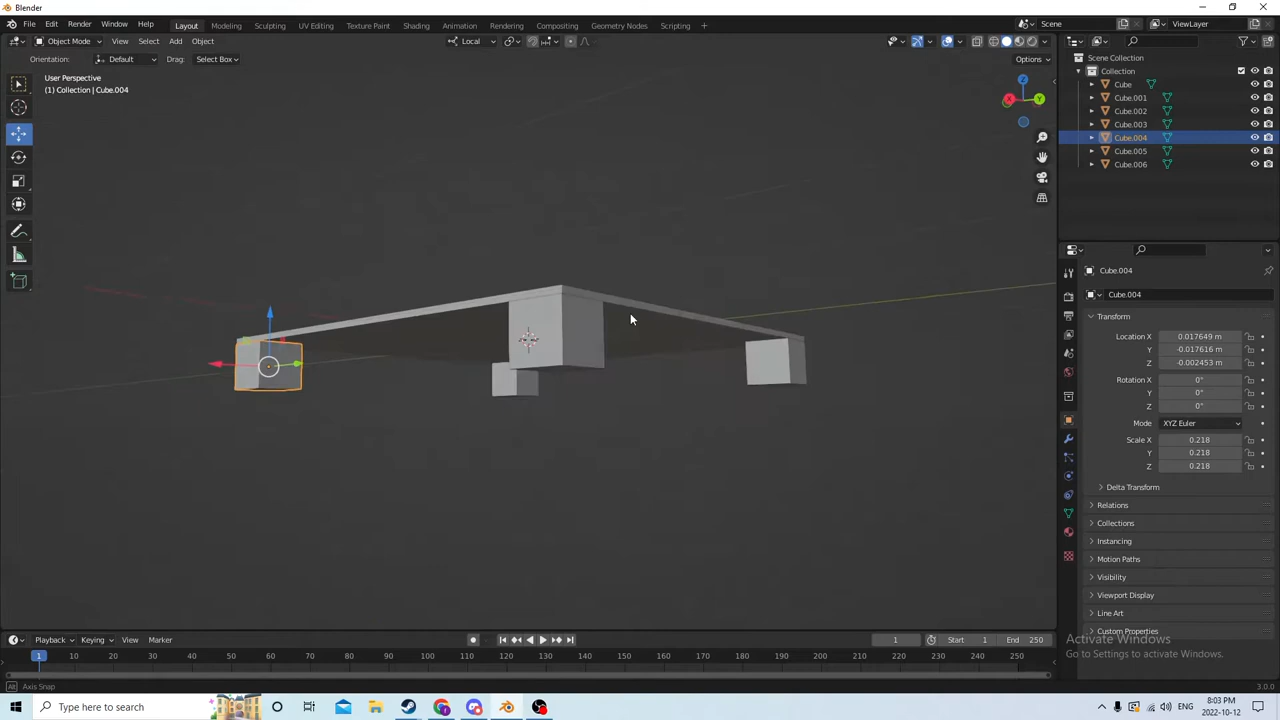 Blender
File Edit Render Window Help Layout Modeling Sculpting UV Editing Texture Paint Shading Animation Rendering Compositing Geometry Nodes Scripting + Scene ViewLayer
Object Mode View Select Add Object Local
Orientation: Default Drag: Select Box Options
User Perspective
(1) Collection | Cube.004
X Y Z
Scene Collection
Collection
Cube
Cube.001
Cube.002
Cube.003
Cube.004
Cube.005
Cube.006
Cube.004
Cube.004
Transform
Location X 0.017649 m
Y -0.017616 m
Z -0.002453 m
Rotation X 0°
Y 0°
Z 0°
Mode XYZ Euler
Scale X 0.218
Y 0.218
Z 0.218
Delta Transform
Relations
Collections
Instancing
Motion Paths
Visibility
Viewport Display
Line Art
Custom Properties
Activate Windows
Go to Settings to activate Windows.
Playback Keying View Marker 1 Start 1 End 250
1 10 20 30 40 50 60 70 80 90 100 110 120 130 140 150 160 170 180 190 200 210 220 230 240 250
Alt Axis Snap 3.0.0
Type here to search ENG 8:03 PM
2022-10-12